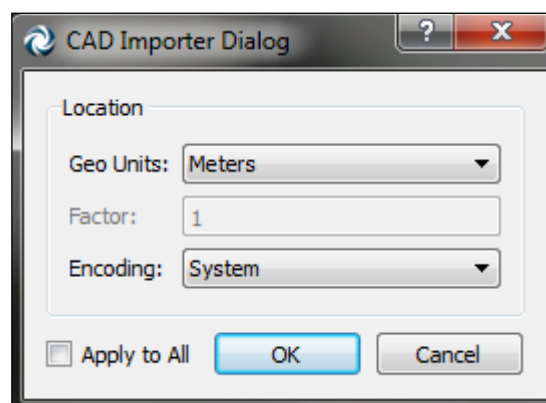 CAD Importer Dialog
?
X
Location
Geo Units: Meters
Factor: 1
Encoding: System
Apply to All OK Cancel